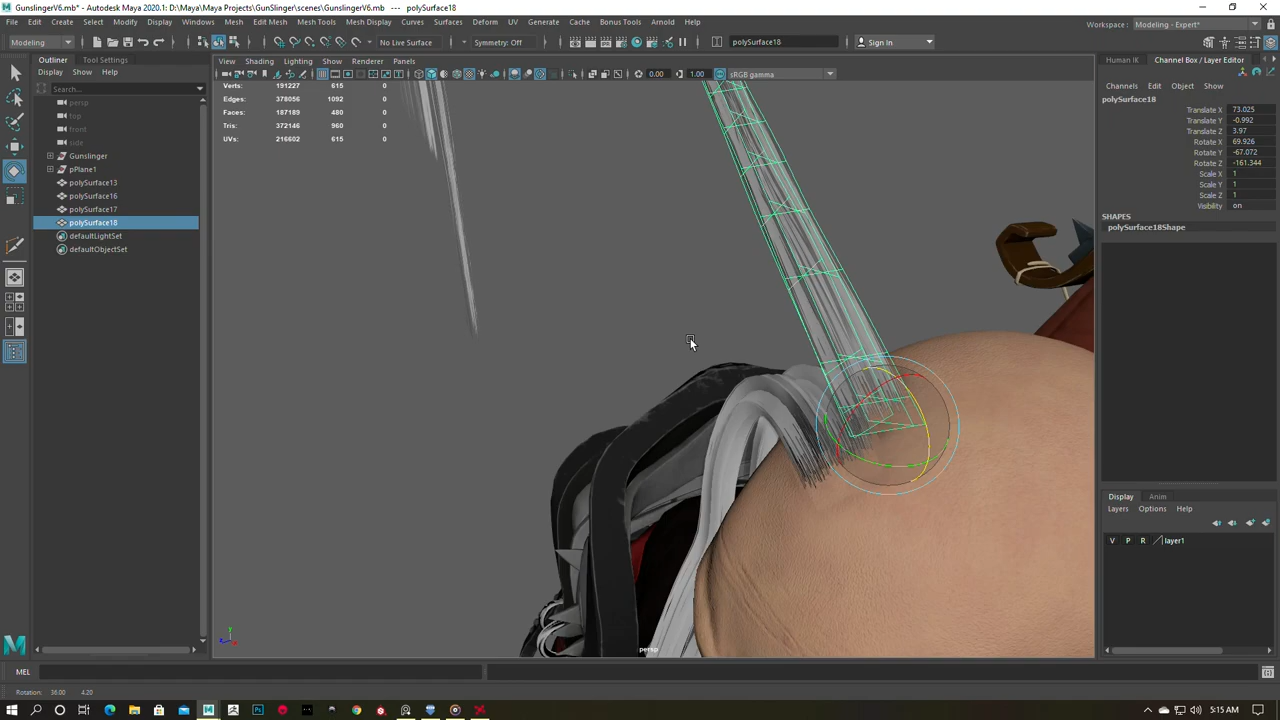 GunslingerV6.mb* - Autodesk Maya 2020.1: D:\Maya\Maya Projects\GunSlinger\scenes\GunslingerV6.mb* --- polySurface18
File Edit Create Select Modify Display Windows Mesh Edit Mesh Mesh Tools Mesh Display Curves Surfaces Deform UV Generate Cache Bonus Tools Arnold Help
Workspace : Modeling - Expert*
Modeling No Live Surface Symmetry: Off polySurface18 Sign In
Outliner Tool Settings
Display Show Help
Search...
persp
top
front
side
Gunslinger
pPlane1
polySurface13
polySurface16
polySurface17
polySurface18
defaultLightSet
defaultObjectSet
View Shading Lighting Show Renderer Panels
0.00 1.00 sRGB gamma
Verts: 191227 615 0
Edges: 378056 1092 0
Faces: 187189 480 0
Tris: 372146 960 0
UVs: 216602 615 0
persp
Human IK Channel Box / Layer Editor
Channels Edit Object Show
polySurface18
Translate X 73.025
Translate Y -0.992
Translate Z 3.97
Rotate X 69.926
Rotate Y -67.072
Rotate Z -161.344
Scale X 1
Scale Y 1
Scale Z 1
Visibility on
SHAPES
polySurface18Shape
Display Anim
Layers Options Help
V P R layer1
MEL
Rotation: 36.00 4.20
5:15 AM